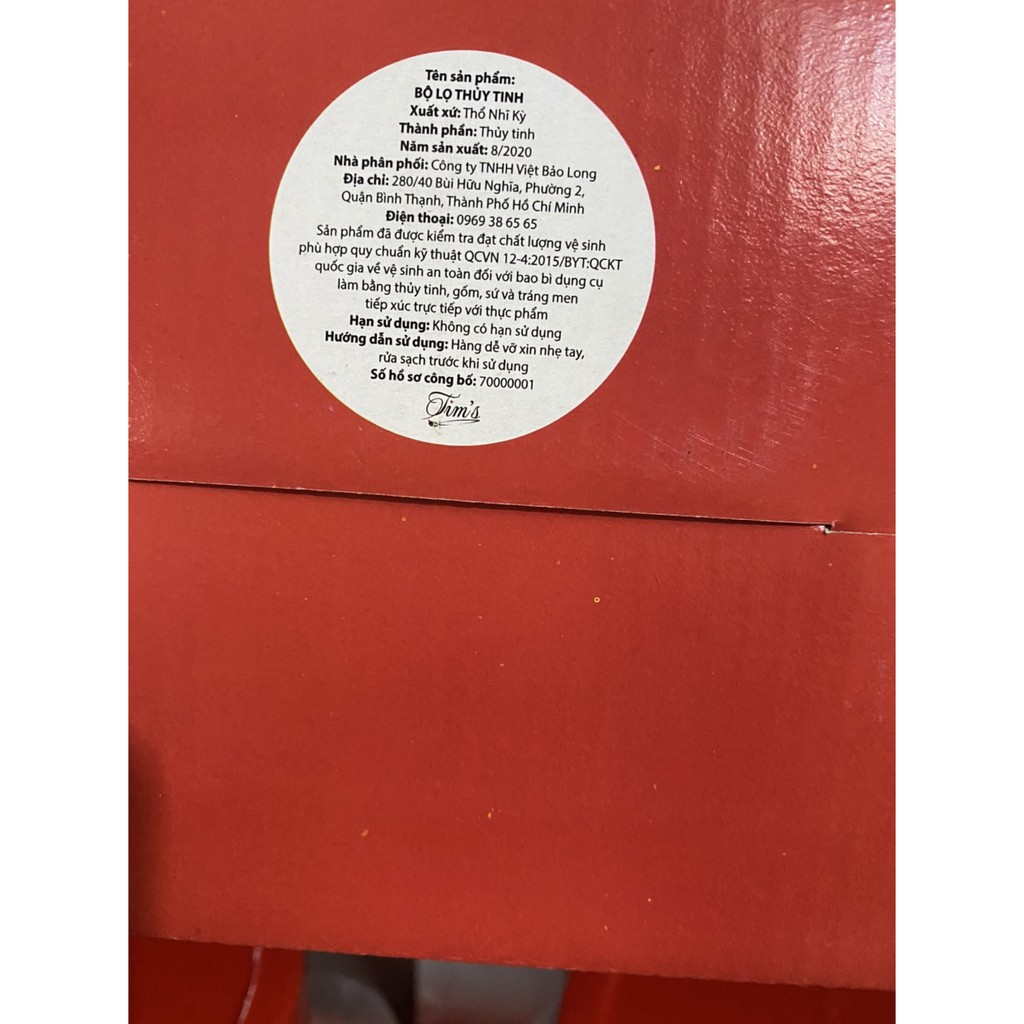 Tên sản phẩm:
BỘ LỌ THỦY TINH
Xuất xứ: Thổ Nhĩ Kỳ
Thành phần: Thủy tinh
Năm sản xuất: 8/2020
Nhà phân phối: Công ty TNHH Việt Bảo Long
Địa chỉ: 280/40 Bùi Hữu Nghĩa, Phường 2,
Quận Bình Thạnh, Thành Phố Hồ Chí Minh
Điện thoại: 0969 38 65 65
Sản phẩm đã được kiểm tra đạt chất lượng vệ sinh
phù hợp quy chuẩn kỹ thuật QCVN 12-4:2015/BYT:QCKT
quốc gia về vệ sinh an toàn đối với bao bì dụng cụ
làm bằng thủy tinh, gốm, sứ và tráng men
tiếp xúc trực tiếp với thực phẩm
Hạn sử dụng: Không có hạn sử dụng
Hướng dẫn sử dụng: Hàng dễ vỡ xin nhẹ tay,
rửa sạch trước khi sử dụng
Số hồ sơ công bố: 70000001
Tim's